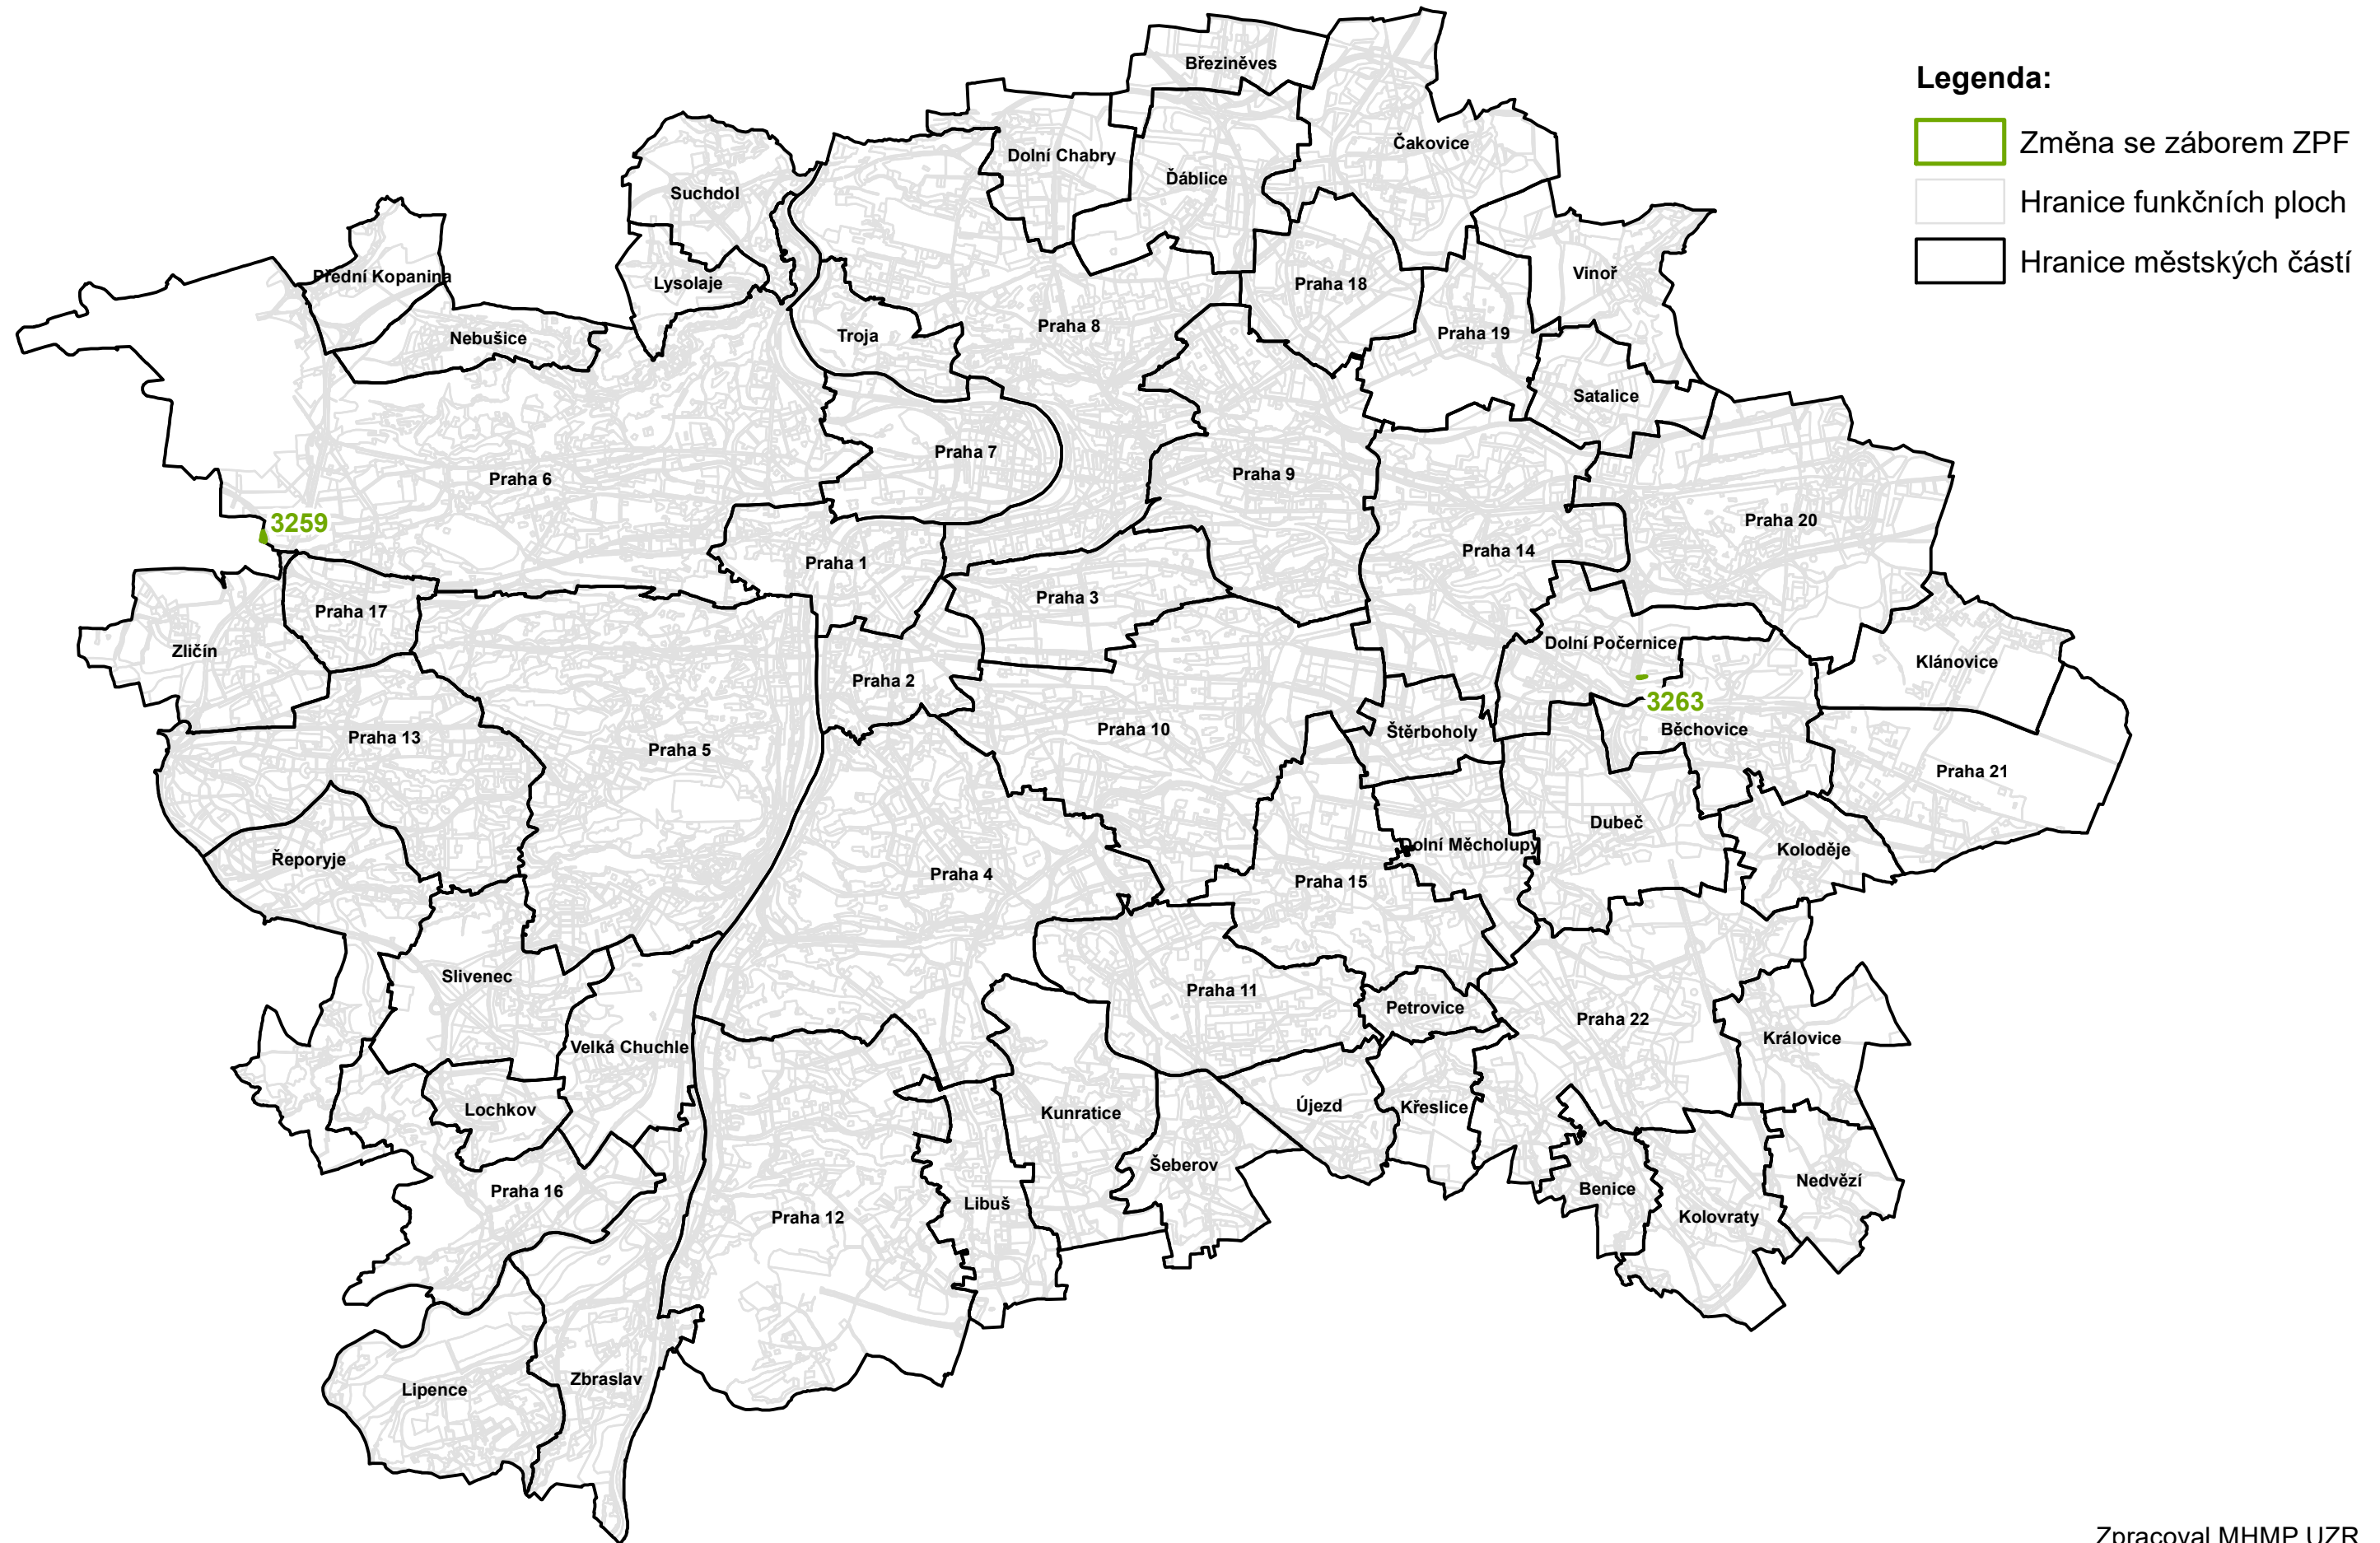 Legenda:
Změna se záborem ZPF
Hranice funkčních ploch
Hranice městských částí
Březiněves
Čakovice
Dolní Chabry
Ďáblice
Suchdol
Přední Kopanina
Lysolaje
Vinoř
Praha 18
Nebušice
Troja
Praha 8
Praha 19
Satalice
Praha 7
Praha 6
Praha 9
3259
Praha 20
Praha 1
Praha 14
Praha 3
Praha 17
Zličín
Dolní Počernice
Klánovice
Praha 2
3263
Praha 13
Praha 5
Praha 10
Štěrboholy
Běchovice
Praha 21
Dubeč
Řeporyje
Dolní Měcholupy
Koloděje
Praha 4
Praha 15
Slivenec
Praha 11
Petrovice
Praha 22
Královice
Velká Chuchle
Lochkov
Kunratice
Újezd
Křeslice
Šeberov
Praha 16
Libuš
Praha 12
Benice
Nedvězí
Kolovraty
Zbraslav
Lipence
Zpracoval MHMP UZR